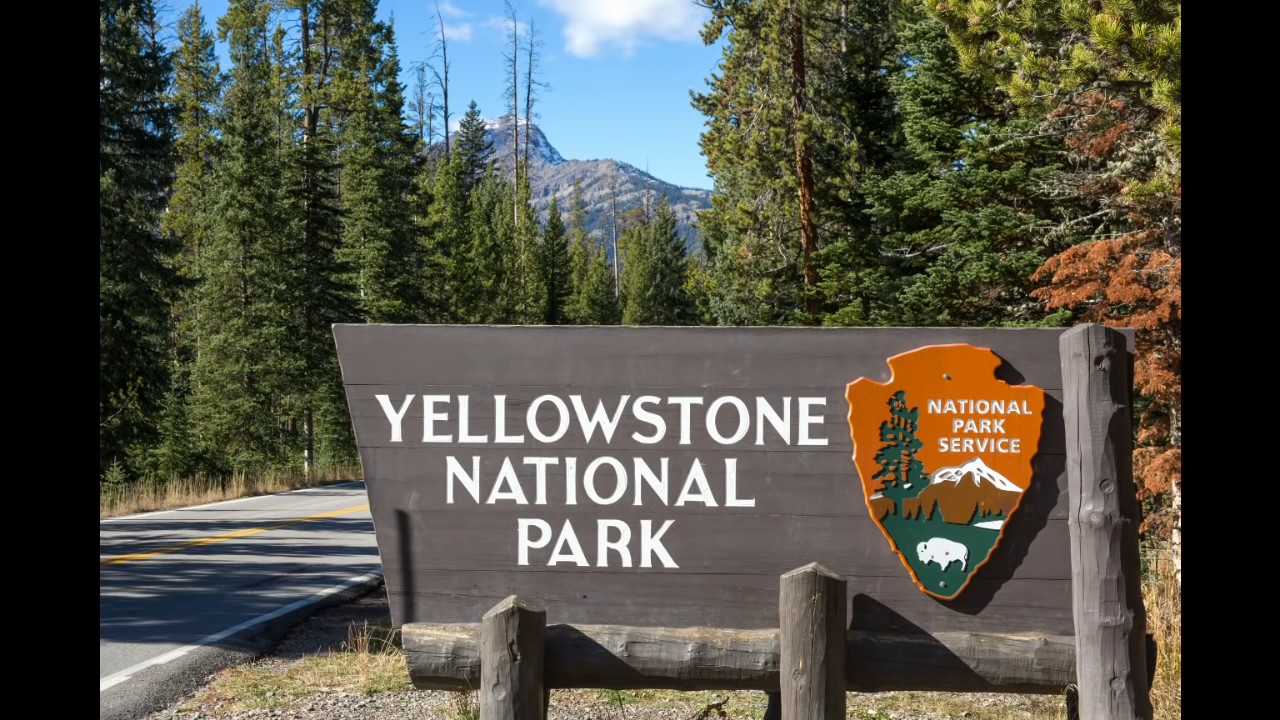 YELLOWSTONE
NATIONAL
PARK
NATIONAL
PARK
SERVICE